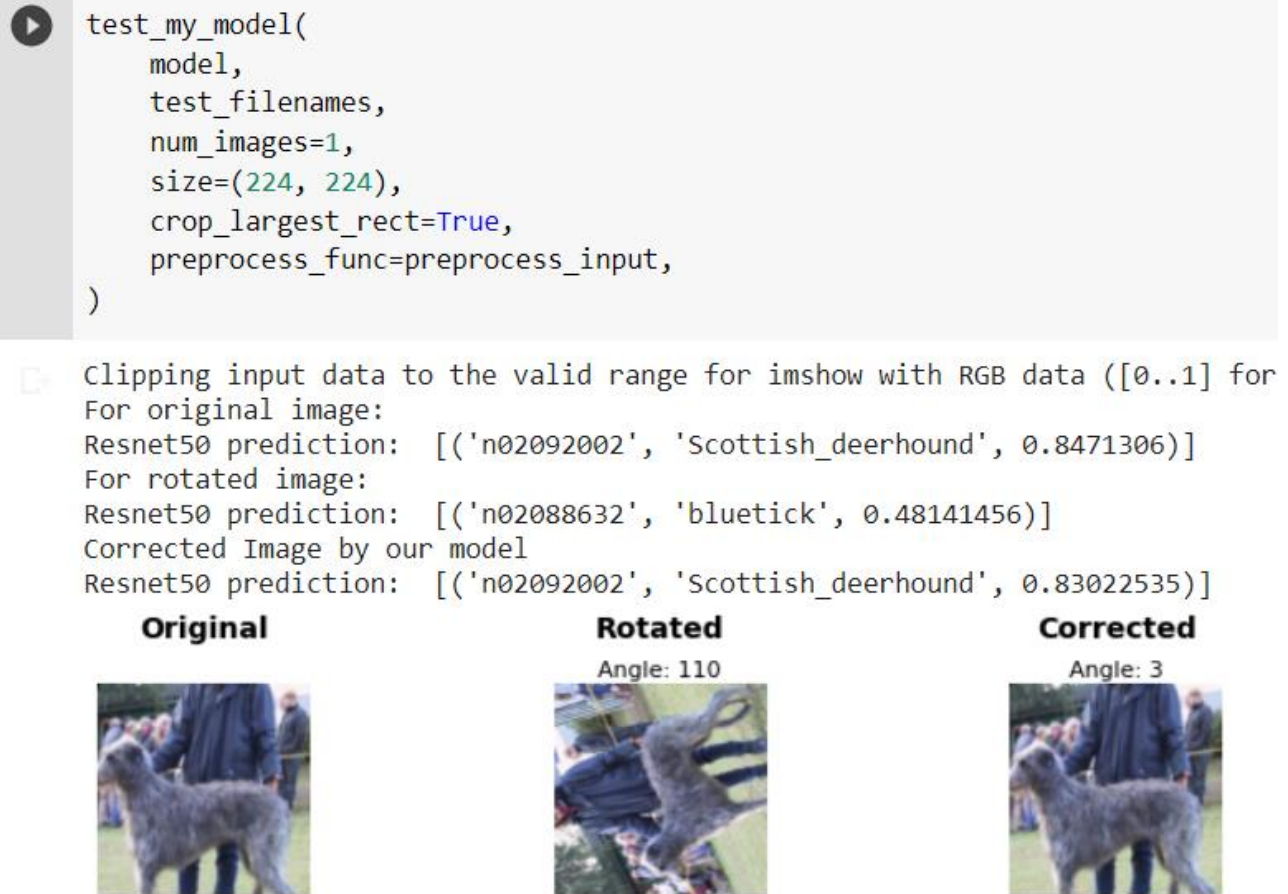 test_my_model(
    model,
    test_filenames,
    num_images=1,
    size=(224, 224),
    crop_largest_rect=True,
    preprocess_func=preprocess_input,
)
Clipping input data to the valid range for imshow with RGB data ([0..1] for
For original image:
Resnet50 prediction:  [('n02092002', 'Scottish_deerhound', 0.8471306)]
For rotated image:
Resnet50 prediction:  [('n02088632', 'bluetick', 0.48141456)]
Corrected Image by our model
Resnet50 prediction:  [('n02092002', 'Scottish_deerhound', 0.83022535)]
Original Rotated Corrected
Angle: 110 Angle: 3